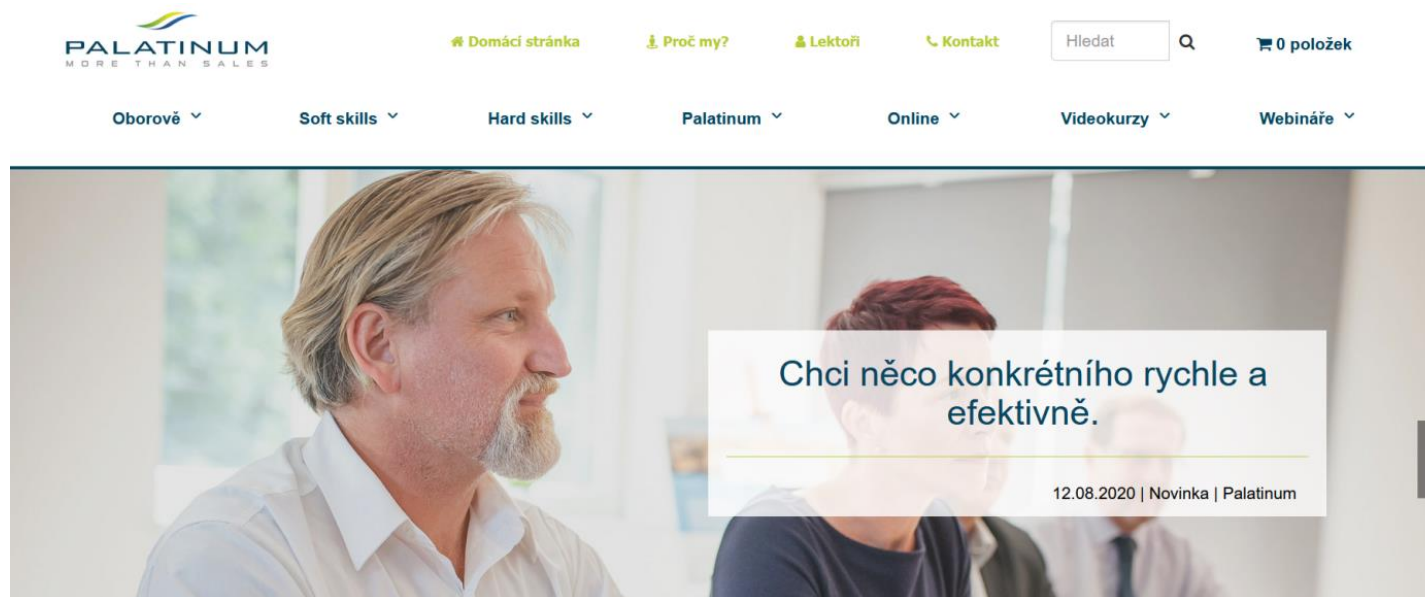 PALATINUM
MORE THAN SALES
Domácí stránka Proč my? Lektoři Kontakt Hledat 0 položek
Oborově Soft skills Hard skills Palatinum Online Videokurzy Webináře
Chci něco konkrétního rychle a
efektivně.
12.08.2020 | Novinka | Palatinum